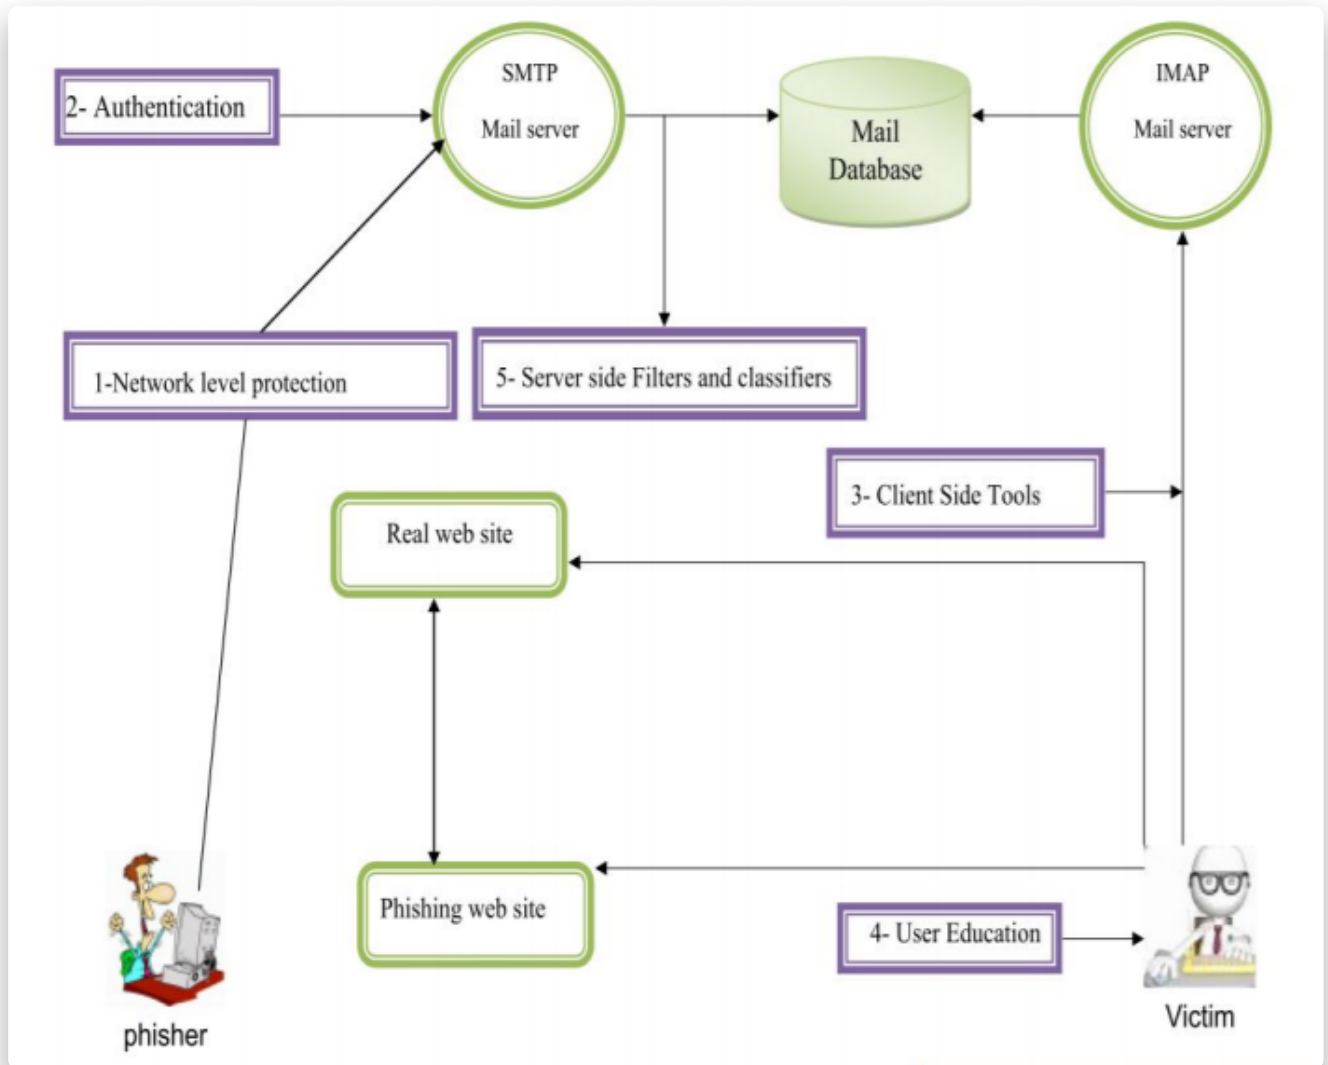 SMTP
Mail server
IMAP
Mail server
2- Authentication
Mail
Database
1-Network level protection
5- Server side Filters and classifiers
3- Client Side Tools
Real web site
Phishing web site
4- User Education
phisher
Victim